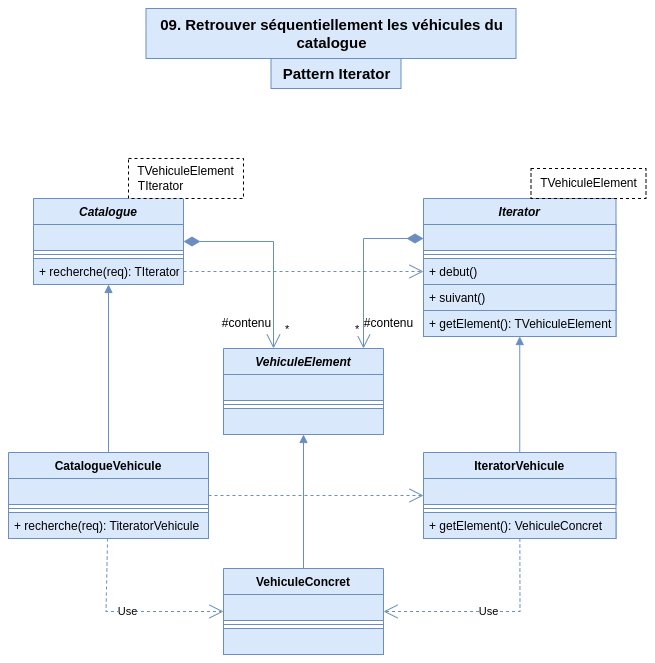 09. Retrouver séquentiellement les véhicules du
catalogue
Pattern Iterator
TVehiculeElement
TIterator
TVehiculeElement
Catalogue
+ recherche(req): TIterator
Iterator
+ debut()
+ suivant()
+ getElement(): TVehiculeElement
#contenu
*
*
#contenu
VehiculeElement
CatalogueVehicule
+ recherche(req): TiteratorVehicule
IteratorVehicule
+ getElement(): VehiculeConcret
VehiculeConcret
Use
Use